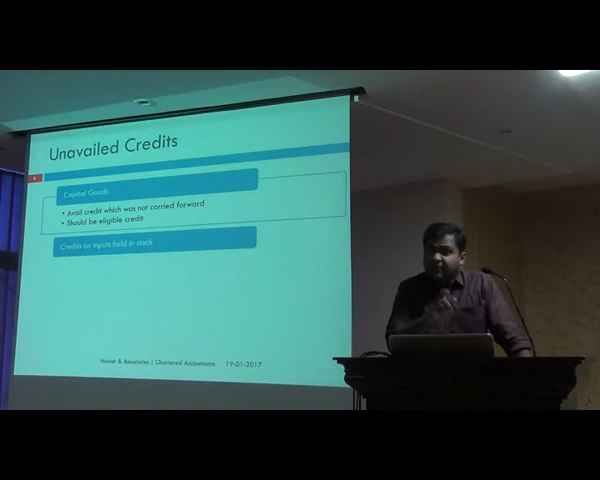 Unavailed Credits
Capital Goods
• Avail credit which was not carried forward
• Should be eligible credit
Credits on inputs held in stock
& Associates | Chartered Accountants 19-01-2017